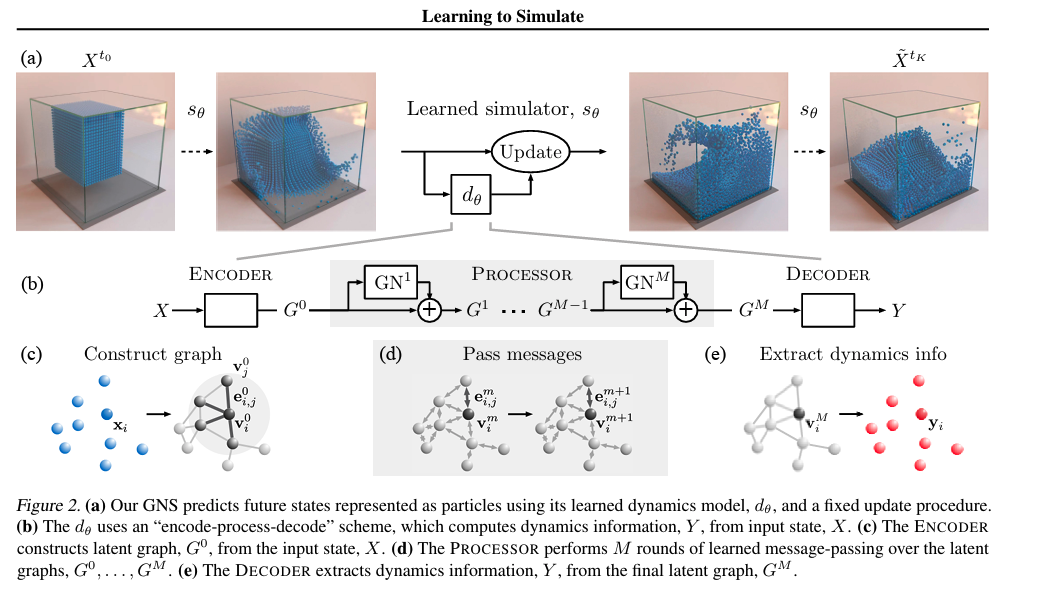 Learning to Simulate
(a)
X^{t_0}
s_θ
Learned simulator, s_θ
Update
d_θ
s_θ
X̃^{t_K}
(b)
ENCODER
PROCESSOR
DECODER
X
G^0
GN^1
+
G^1
...
G^{M−1}
GN^M
+
G^M
Y
(c)
Construct graph
x_i
v_j^0
e_{i,j}^0
v_i^0
(d)
Pass messages
e_{i,j}^m
v_i^m
e_{i,j}^{m+1}
v_i^{m+1}
(e)
Extract dynamics info
v_i^M
y_i
Figure 2. (a) Our GNS predicts future states represented as particles using its learned dynamics model, d_θ, and a fixed update procedure.
(b) The d_θ uses an “encode-process-decode” scheme, which computes dynamics information, Y, from input state, X. (c) The ENCODER
constructs latent graph, G^0, from the input state, X. (d) The PROCESSOR performs M rounds of learned message-passing over the latent
graphs, G^0, . . . , G^M. (e) The DECODER extracts dynamics information, Y, from the final latent graph, G^M.